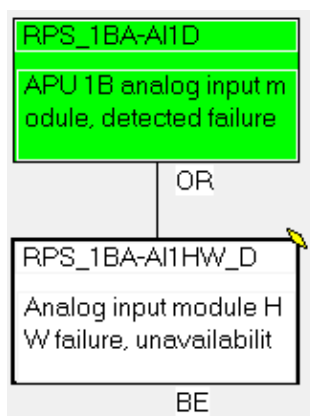 RPS_1BA-AI1D
APU 1B analog input m
odule, detected failure
OR
RPS_1BA-AI1HW_D
Analog input module H
W failure, unavailabilit
BE